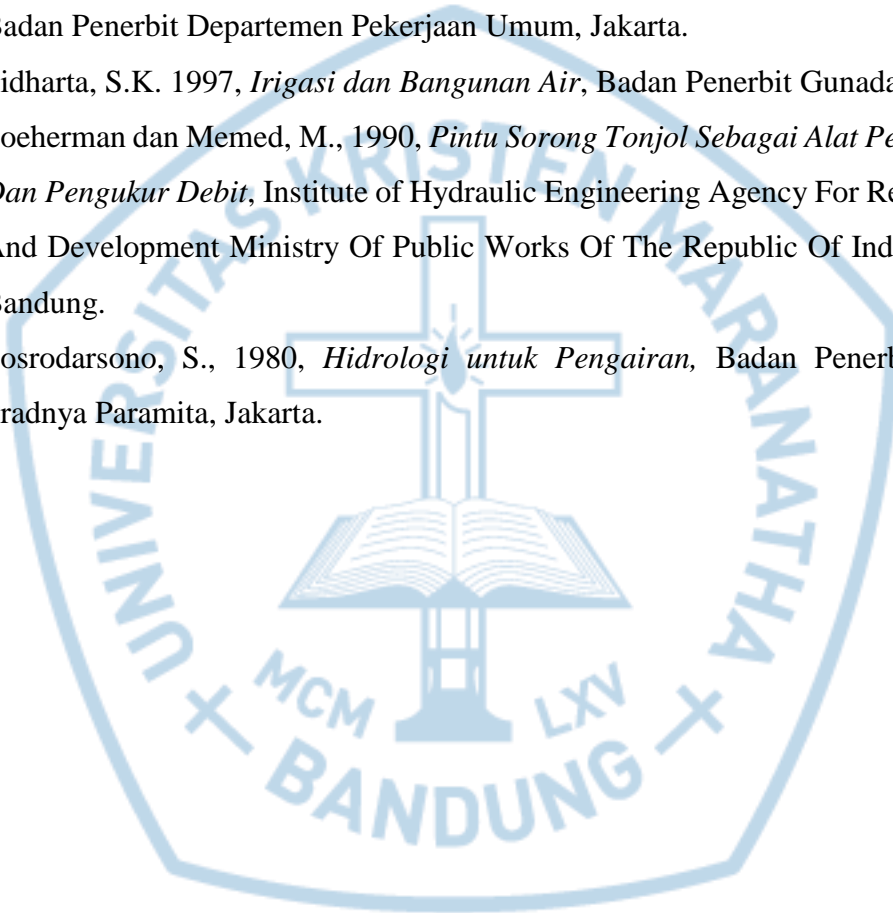 Badan Penerbit Departemen Pekerjaan Umum, Jakarta.
idharta, S.K. 1997, Irigasi dan Bangunan Air, Badan Penerbit Gunada
oeherman dan Memed, M., 1990, Pintu Sorong Tonjol Sebagai Alat Pe
Dan Pengukur Debit, Institute of Hydraulic Engineering Agency For Re
And Development Ministry Of Public Works Of The Republic Of Ind
Bandung.
osrodarsono, S., 1980, Hidrologi untuk Pengairan, Badan Penerb
radnya Paramita, Jakarta.
UNIVERSITAS KRISTEN MARANATHA
MCM LXV
BANDUNG